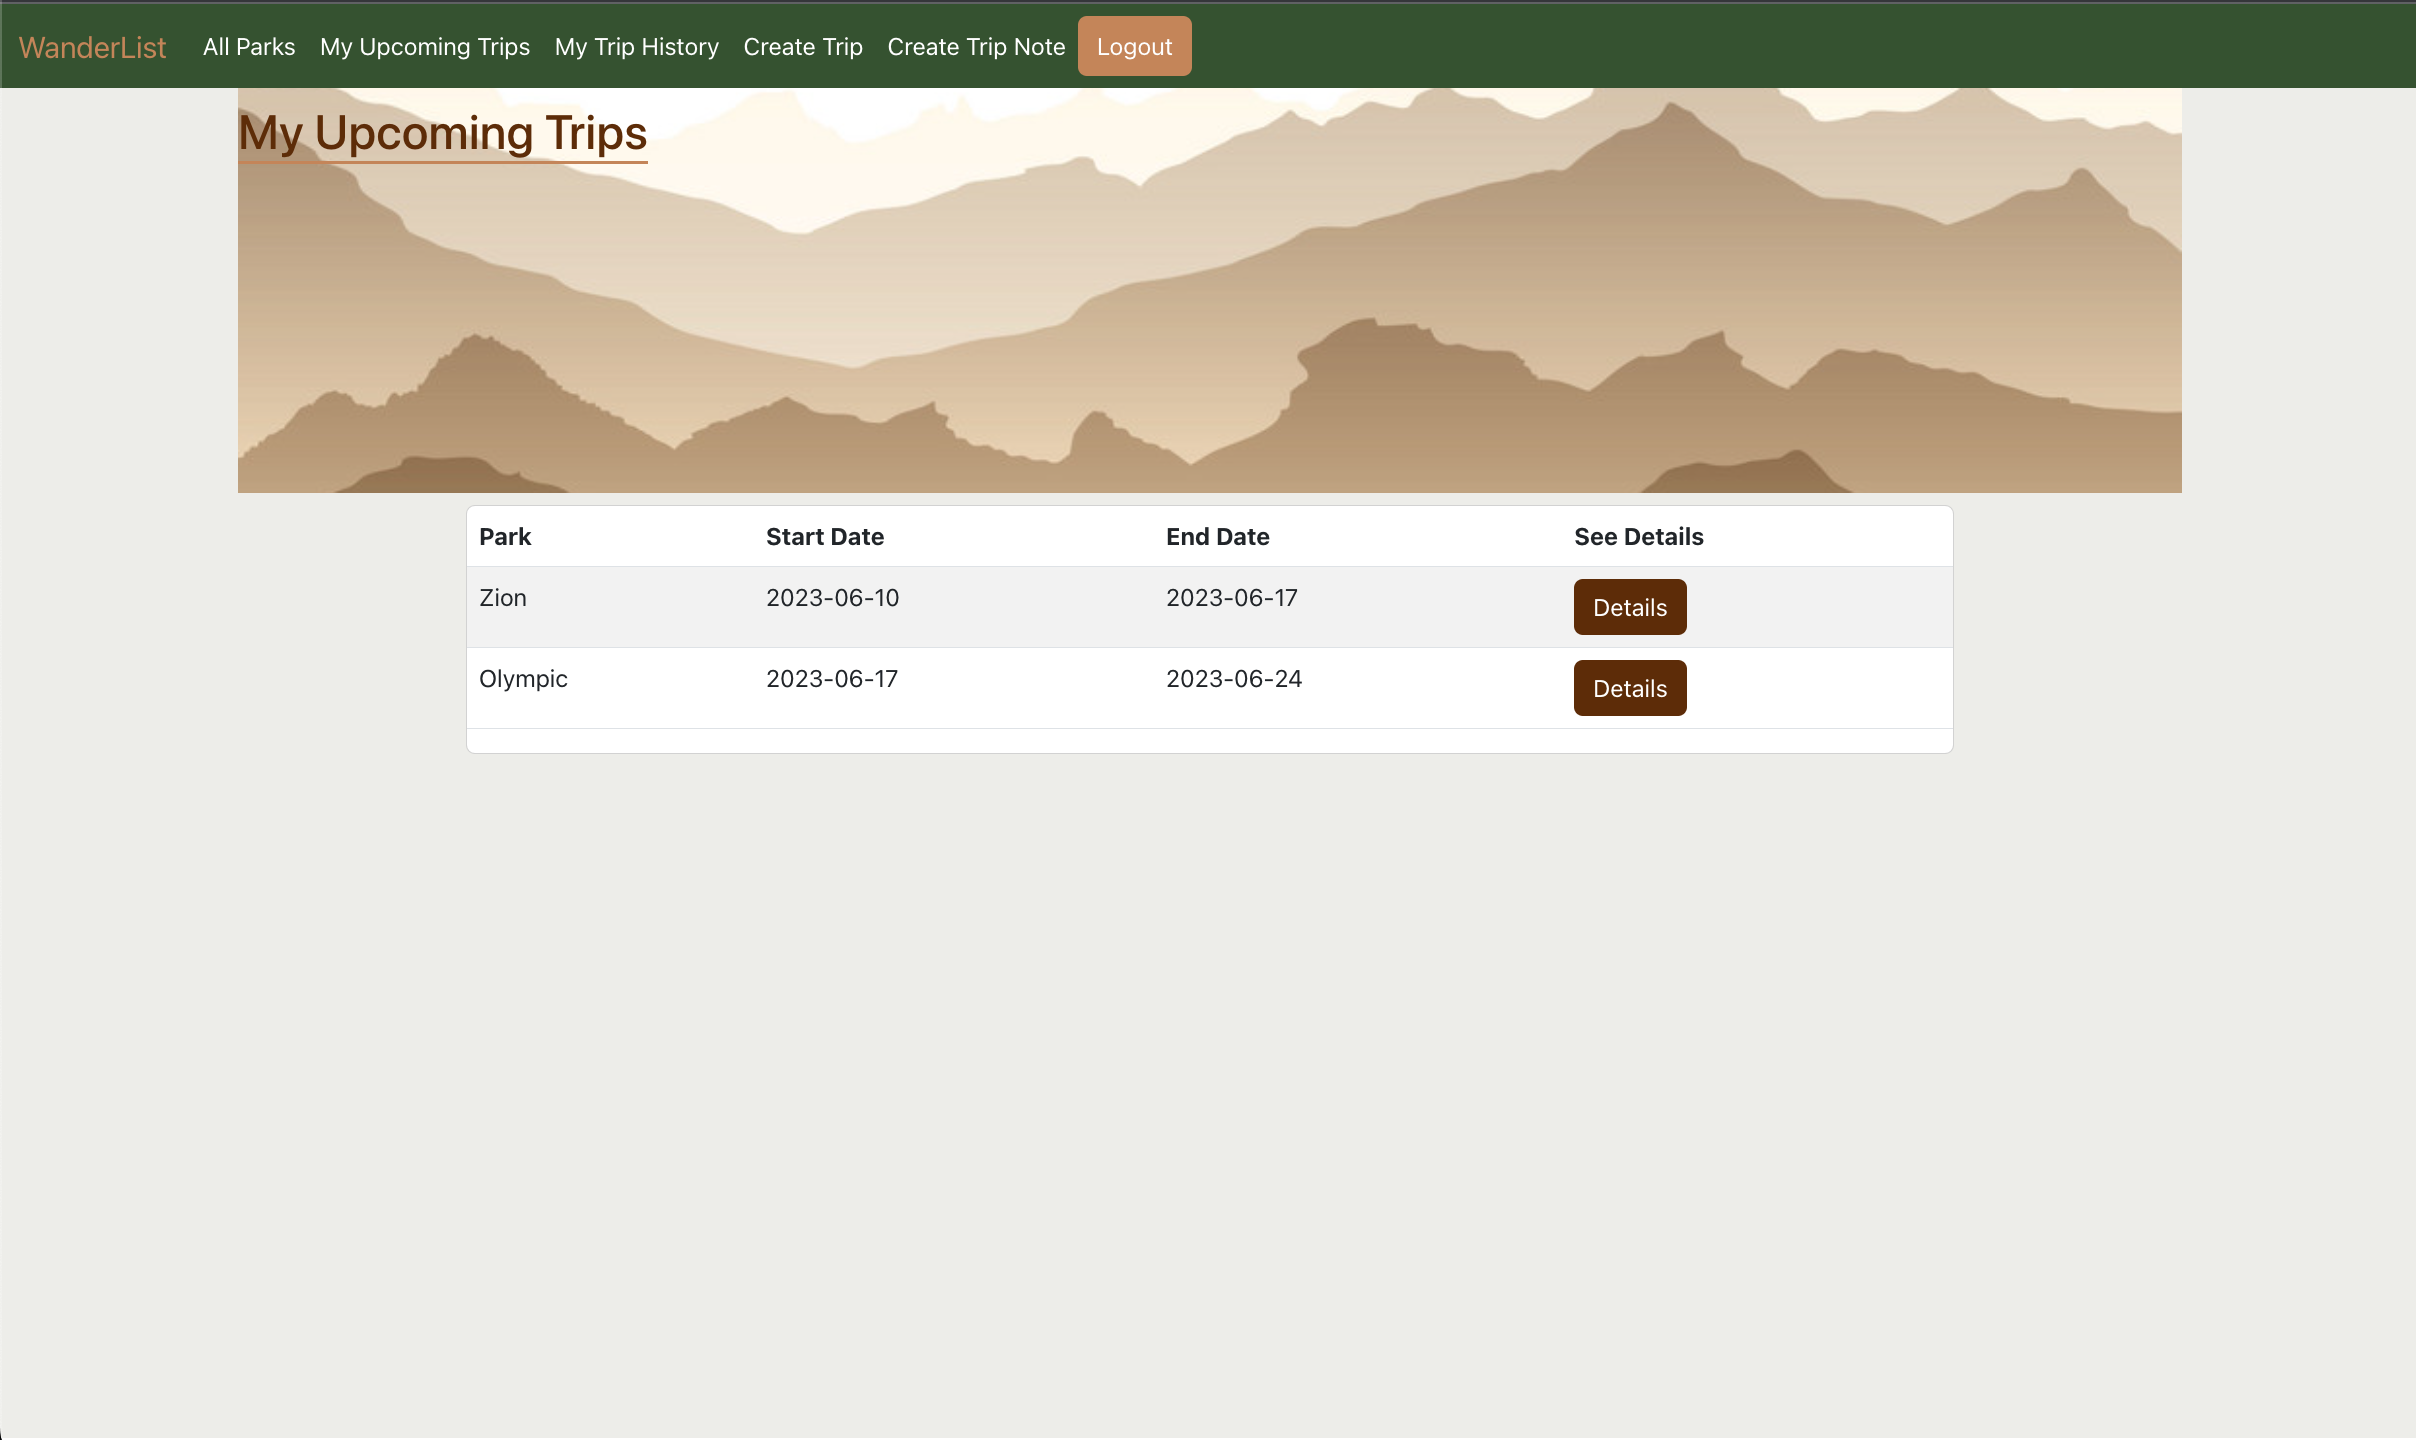 WanderList All Parks My Upcoming Trips My Trip History Create Trip Create Trip Note Logout
My Upcoming Trips
Park Start Date End Date See Details
Zion 2023-06-10 2023-06-17 Details
Olympic 2023-06-17 2023-06-24 Details